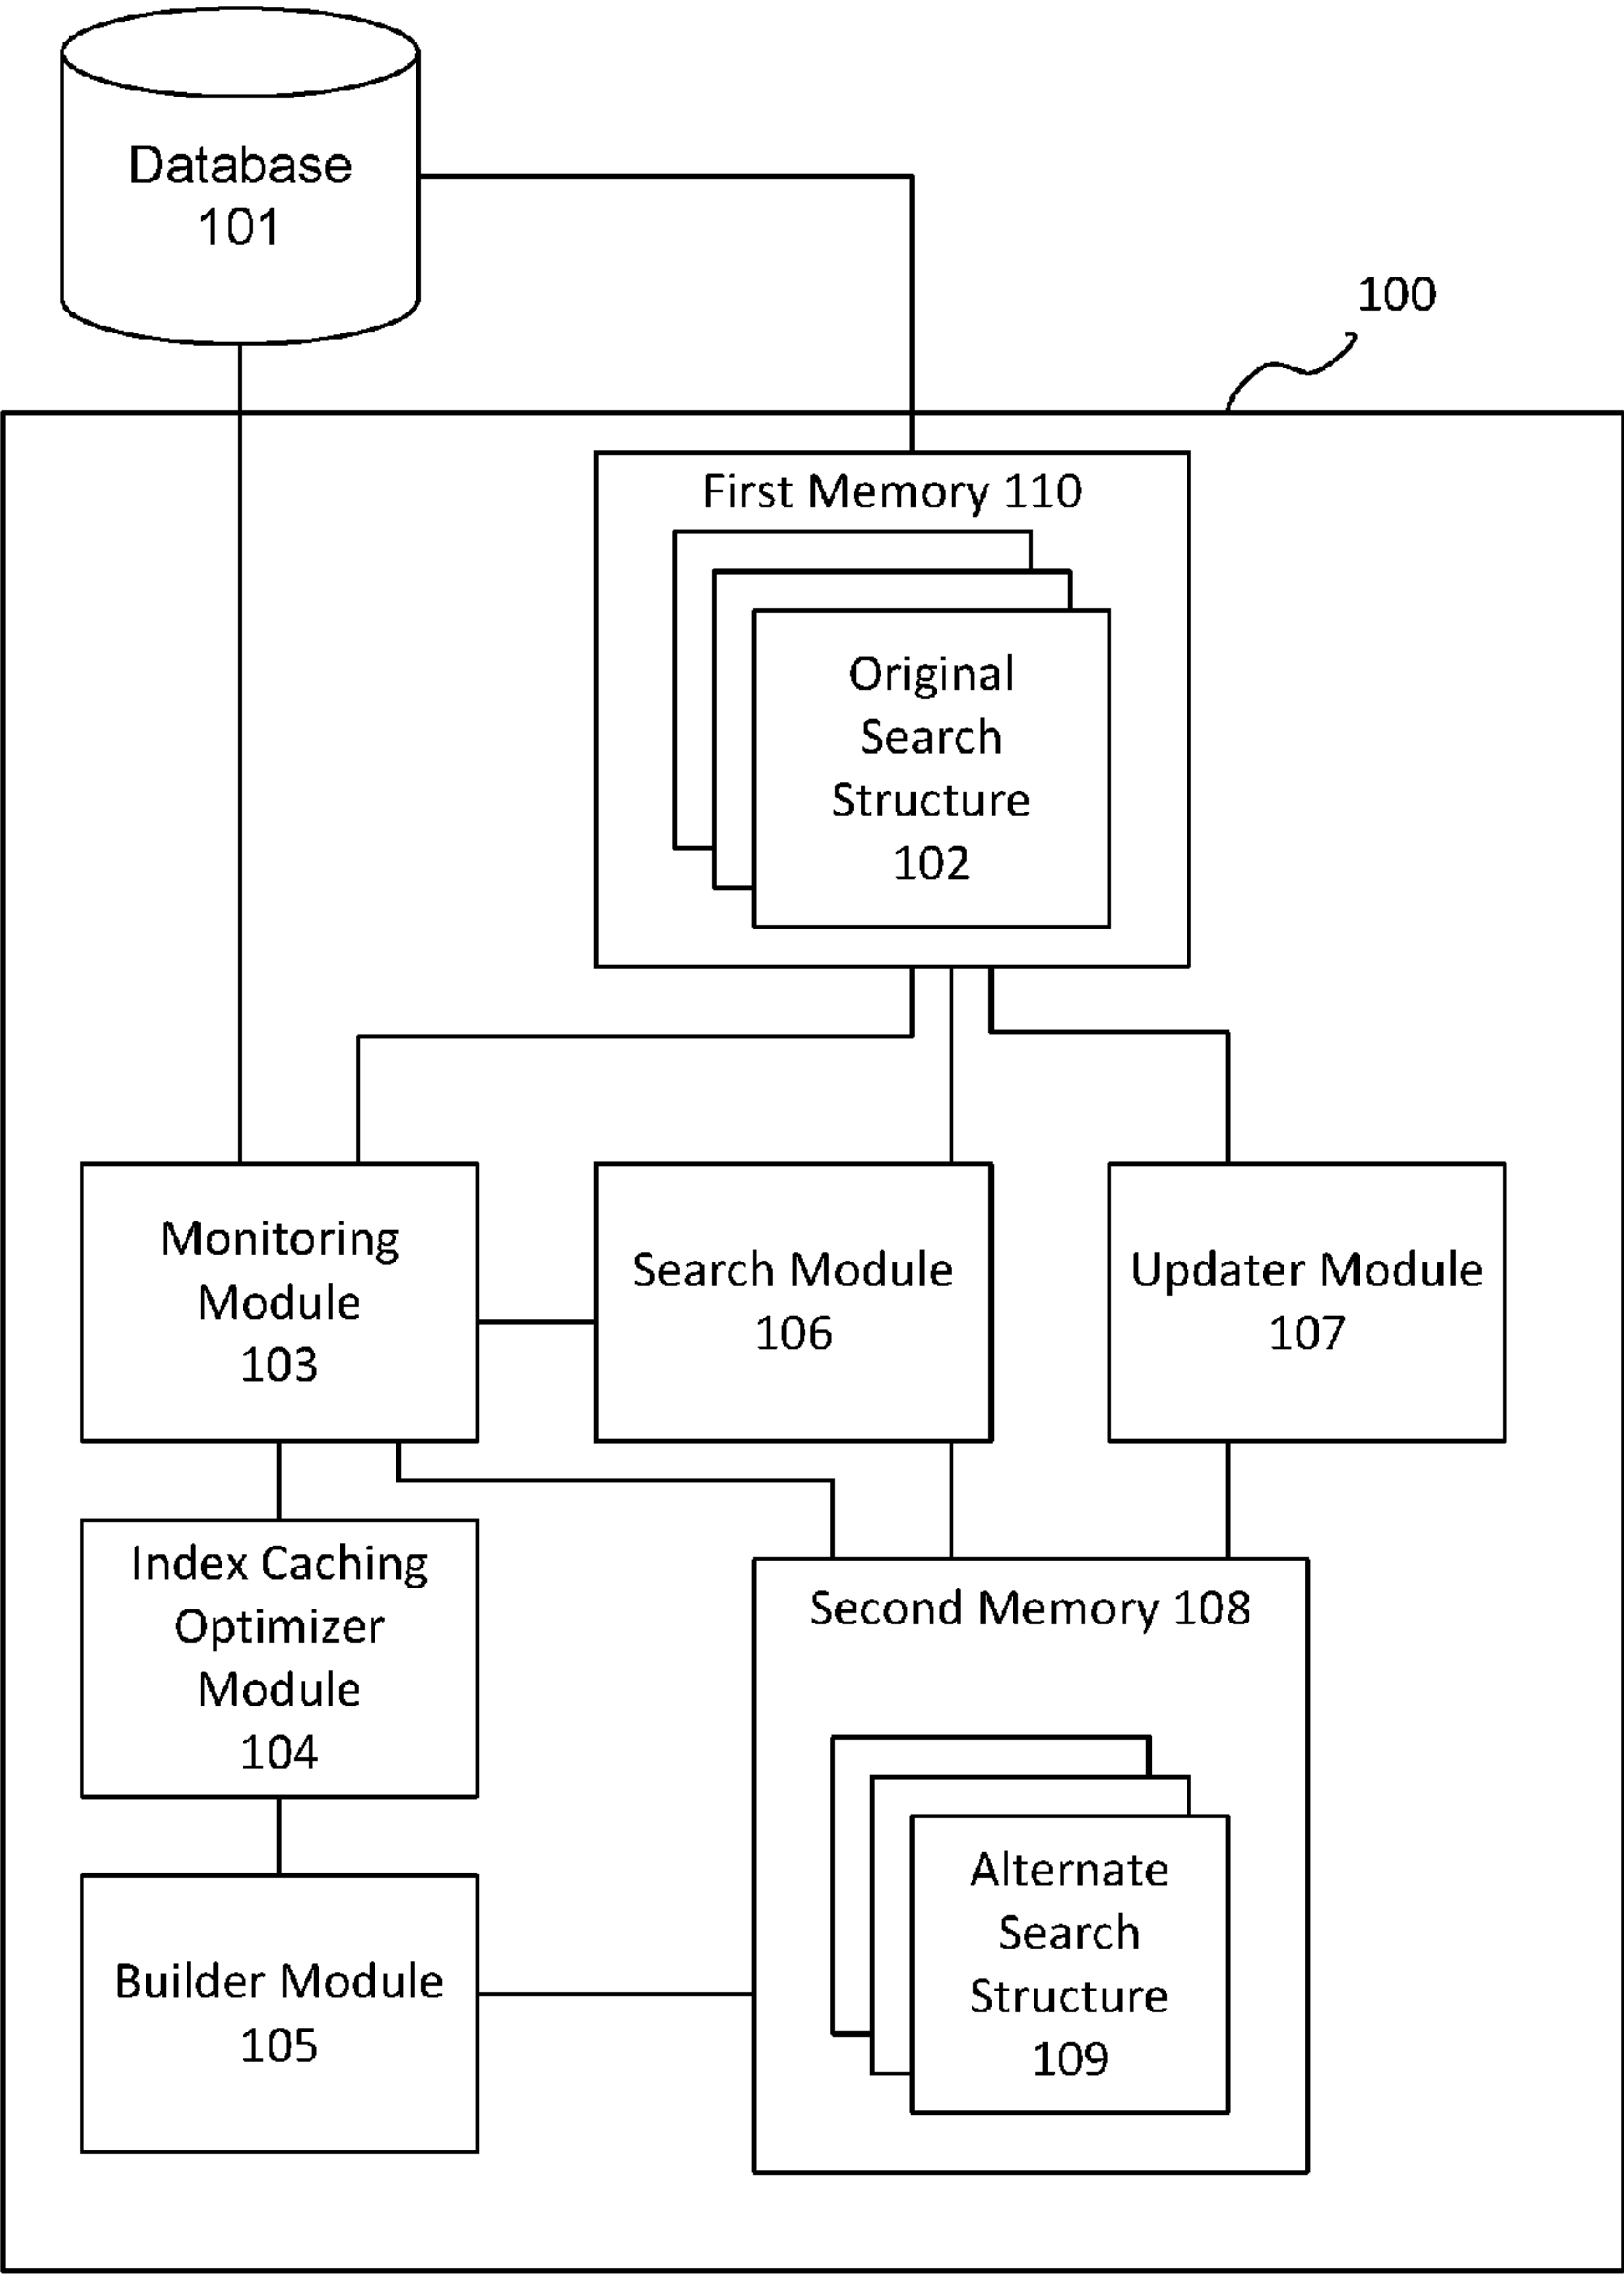 Database
101
100
First Memory 110
Original
Search
Structure
102
Monitoring
Module
103
Search Module
106
Updater Module
107
Index Caching
Optimizer
Module
104
Second Memory 108
Alternate
Search
Structure
109
Builder Module
105